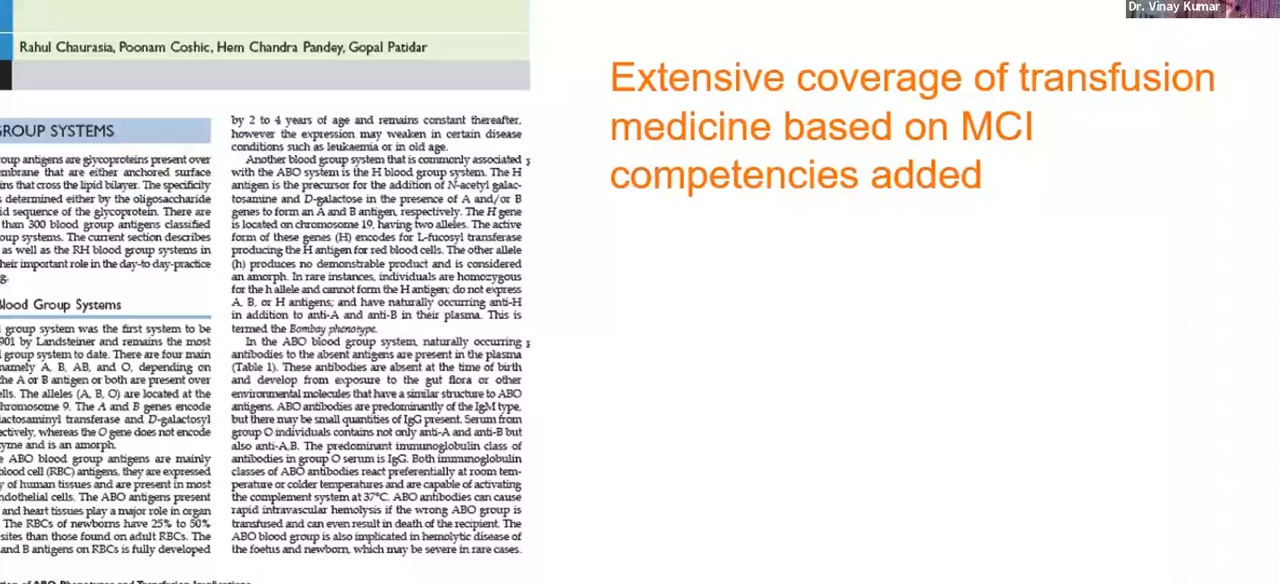 Dr. Vinay Kumar
Rahul Chaurasia, Poonam Coshic, Hem Chandra Pandey, Gopal Patidar
Extensive coverage of transfusion
medicine based on MCI
competencies added
GROUP SYSTEMS
oup antigens are glycoproteins present over
mbrane that are either anchored surface
ins that cross the lipid bilayer. The specificity
s determined either by the oligosaccharide
id sequence of the glycoprotein. There are
than 300 blood group antigens classified
oup systems. The current section describes
as well as the RH blood group systems in
heir important role in the day-to day-practice
g.
Blood Group Systems
group system was the first system to be
901 by Landsteiner and remains the most
group system to date. There are four main
namely A, B, AB, and O, depending on
he A or B antigen or both are present over
ells. The alleles (A, B, O) are located at the
hromosome 9. The A and B genes encode
lactosaminyl transferase and D-galactosyl
ectively, whereas the O gene does not encode
zyme and is an amorph.
e ABO blood group antigens are mainly
blood cell (RBC) antigens, they are expressed
y of human tissues and are present in most
ndothelial cells. The ABO antigens present
and heart tissues play a major role in organ
The RBCs of newborns have 25% to 50%
sites than those found on adult RBCs. The
and B antigens on RBCs is fully developed
by 2 to 4 years of age and remains constant thereafter,
however the expression may weaken in certain disease
conditions such as leukaemia or in old age.
Another blood group system that is commonly associated
with the ABO system is the H blood group system. The H
antigen is the precursor for the addition of N-acetyl galac-
tosamine and D-galactose in the presence of A and/or B
genes to form an A and B antigen, respectively. The H gene
is located on chromosome 19, having two alleles. The active
form of these genes (H) encodes for L-fucosyl transferase
producing the H antigen for red blood cells. The other allele
(h) produces no demonstrable product and is considered
an amorph. In rare instances, individuals are homozygous
for the h allele and cannot form the H antigen; do not express
A, B, or H antigens; and have naturally occurring anti-H
in addition to anti-A and anti-B in their plasma. This is
termed the Bombay phenotype.
In the ABO blood group system, naturally occurring
antibodies to the absent antigens are present in the plasma
(Table 1). These antibodies are absent at the time of birth
and develop from exposure to the gut flora or other
environmental molecules that have a similar structure to ABO
antigens. ABO antibodies are predominantly of the IgM type,
but there may be small quantities of IgG present. Serum from
group O individuals contains not only anti-A and anti-B but
also anti-A,B. The predominant immunoglobulin class of
antibodies in group O serum is IgG. Both immunoglobulin
classes of ABO antibodies react preferentially at room tem-
perature or colder temperatures and are capable of activating
the complement system at 37°C. ABO antibodies can cause
rapid intravascular hemolysis if the wrong ABO group is
transfused and can even result in death of the recipient. The
ABO blood group is also implicated in hemolytic disease of
the foetus and newborn, which may be severe in rare cases.
of ABO Phenotypes and Transfusion Implications